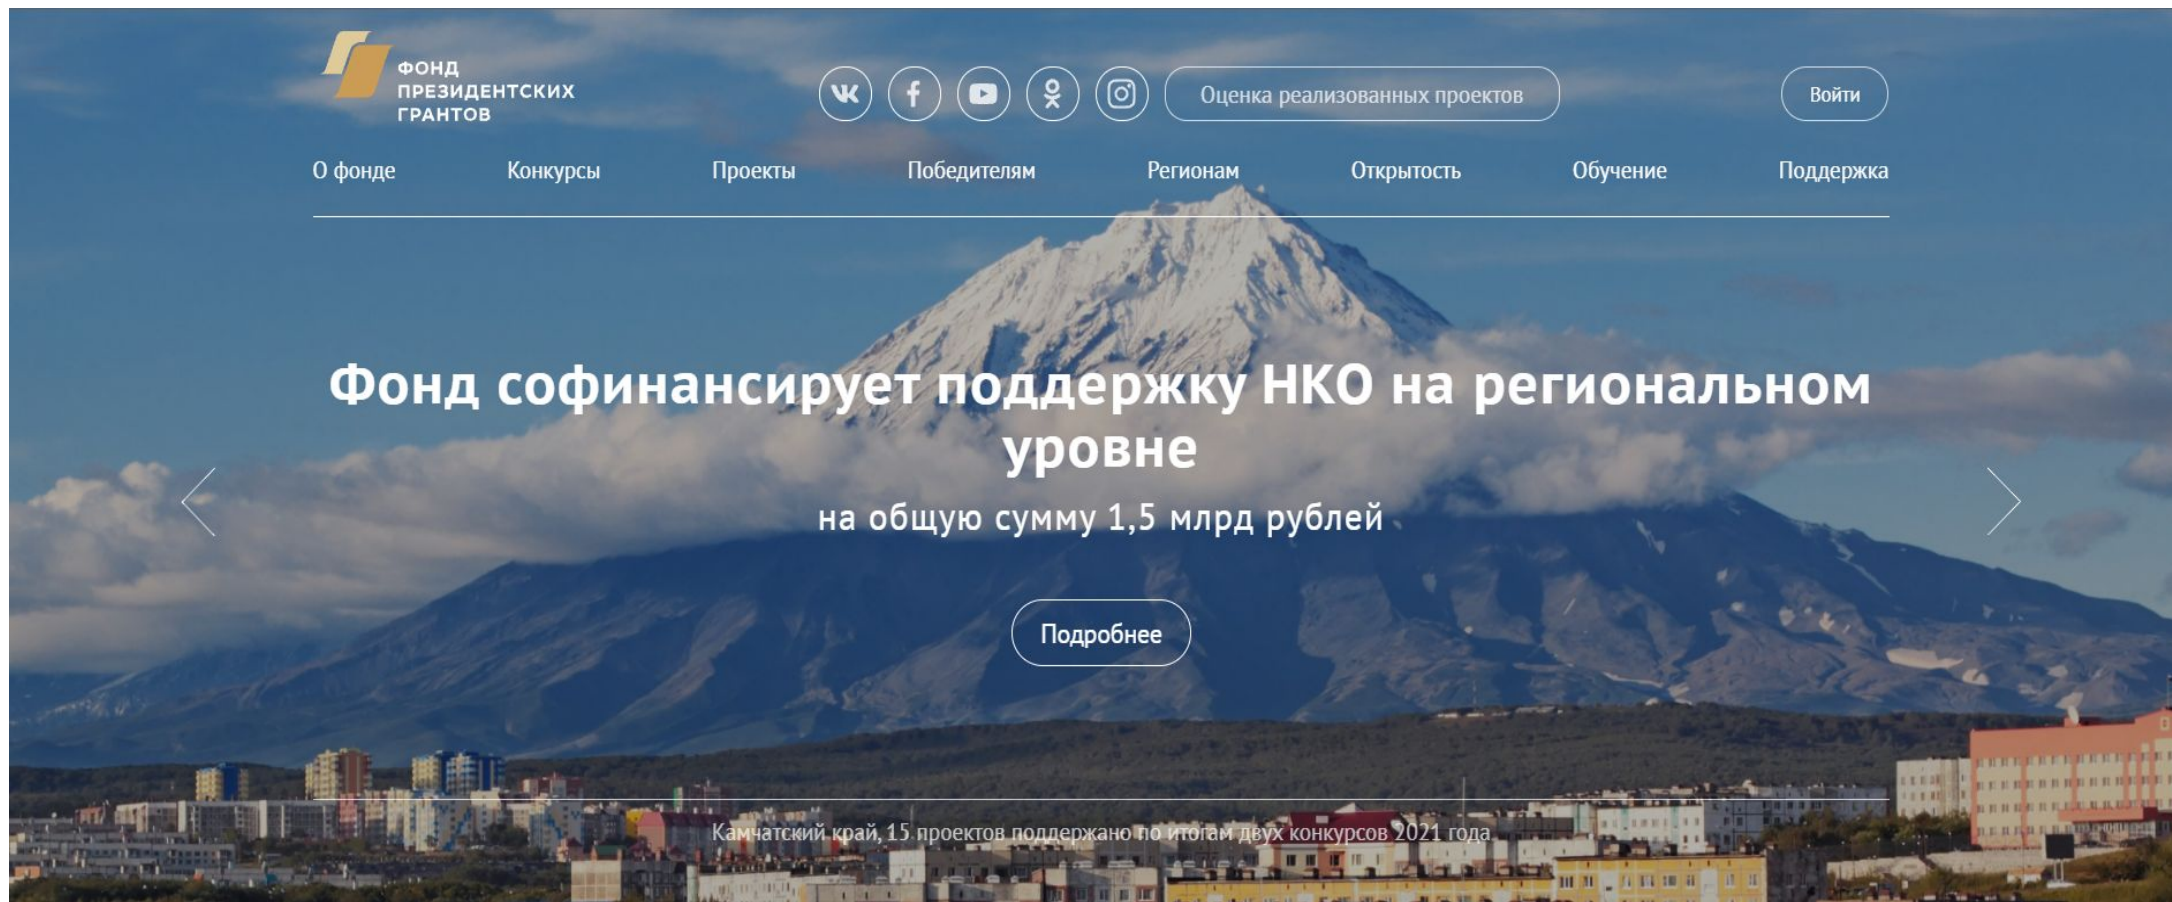 ФОНД
ПРЕЗИДЕНТСКИХ
ГРАНТОВ
Оценка реализованных проектов
Войти
О фонде Конкурсы Проекты Победителям Регионам Открытость Обучение Поддержка
Фонд софинансирует поддержку НКО на региональном
уровне
на общую сумму 1,5 млрд рублей
Подробнее
Камчатский край, 15 проектов поддержано по итогам двух конкурсов 2021 года